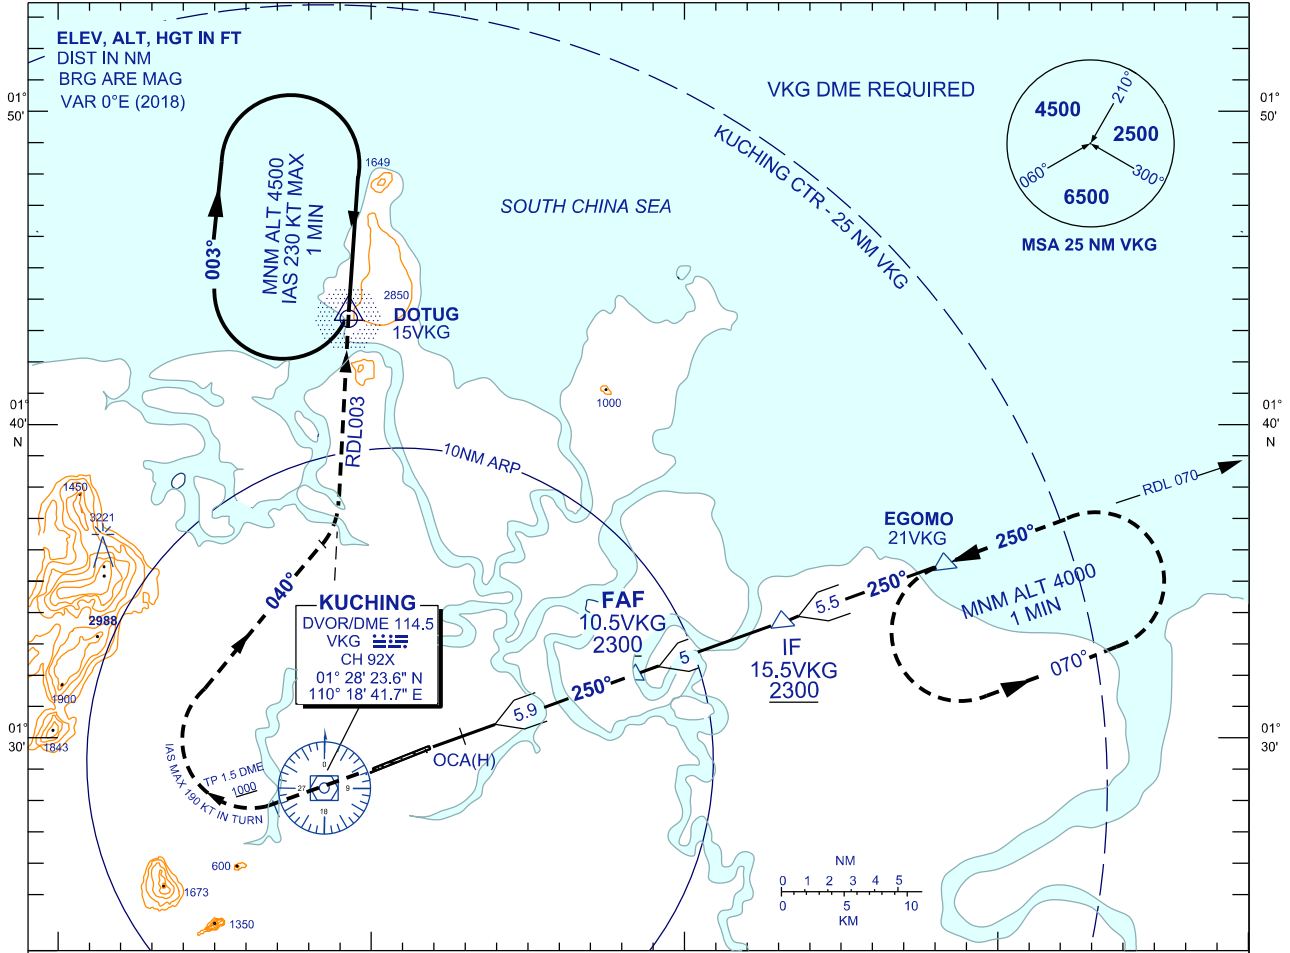 ELEV, ALT, HGT IN FT
DIST IN NM
BRG ARE MAG
VAR 0°E (2018)
VKG DME REQUIRED
4500
2500
6500
210°
060°
300°
MSA 25 NM VKG
01°
50'
01°
50'
KUCHING CTR - 25 NM VKG
SOUTH CHINA SEA
MNM ALT 4500
IAS 230 KT MAX
1 MIN
003°
1649
2850
DOTUG
15VKG
1000
01°
40'
N
01°
40'
N
RDL003
10NM ARP
RDL 070
1450
3221
2988
1900
1843
EGOMO
21VKG
250°
250°
MNM ALT 4000
1 MIN
070°
5.5
040°
KUCHING
DVOR/DME 114.5
VKG
CH 92X
01° 28' 23.6" N
110° 18' 41.7" E
FAF
10.5VKG
2300
5
IF
15.5VKG
2300
250°
5.9
OCA(H)
01°
30'
01°
30'
TP 1.5 DME
1000
IAS MAX 190 KT IN TURN
0
9
18
27
600
1673
1350
NM
0 1 2 3 4 5
0 5 10
KM